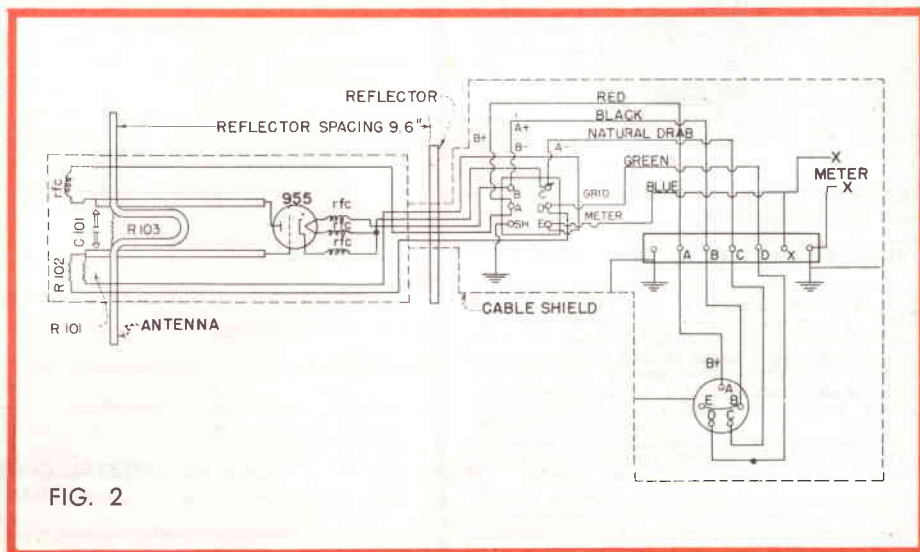 REFLECTOR
REFLECTOR SPACING 9.6"
RED
BLACK
NATURAL DRAB
GREEN
BLUE
X
METER
X
B+
A+
B-
A-
GRID
METER
B
C
A
D
SH
E
rfc
C 101
R 103
955
rfc
rfc
rfc
R 102
R 101
ANTENNA
CABLE SHIELD
A
B
C
D
X
B+
A
E
B
D
C
FIG. 2